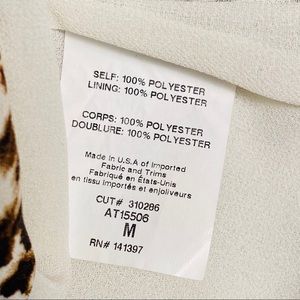 SELF: 100% POLYESTER
LINING: 100% POLYESTER
CORPS: 100% POLYESTER
DOUBLURE: 100% POLYESTER
Made in U.S.A of Imported
Fabric and Trims
Fabriqué en États-Unis
en tissu importés et enjoliveurs
CUT# 310286
AT15506
M
RN# 141397